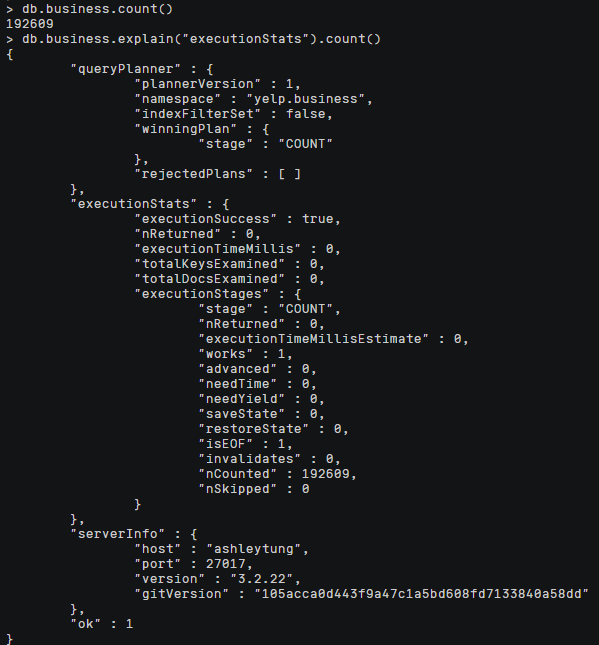 > db.business.count()
192609
> db.business.explain("executionStats").count()
{
        "queryPlanner" : {
                "plannerVersion" : 1,
                "namespace" : "yelp.business",
                "indexFilterSet" : false,
                "winningPlan" : {
                        "stage" : "COUNT"
                },
                "rejectedPlans" : [ ]
        },
        "executionStats" : {
                "executionSuccess" : true,
                "nReturned" : 0,
                "executionTimeMillis" : 0,
                "totalKeysExamined" : 0,
                "totalDocsExamined" : 0,
                "executionStages" : {
                        "stage" : "COUNT",
                        "nReturned" : 0,
                        "executionTimeMillisEstimate" : 0,
                        "works" : 1,
                        "advanced" : 0,
                        "needTime" : 0,
                        "needYield" : 0,
                        "saveState" : 0,
                        "restoreState" : 0,
                        "isEOF" : 1,
                        "invalidates" : 0,
                        "nCounted" : 192609,
                        "nSkipped" : 0
                }
        },
        "serverInfo" : {
                "host" : "ashleytung",
                "port" : 27017,
                "version" : "3.2.22",
                "gitVersion" : "105acca0d443f9a47c1a5bd608fd7133840a58dd"
        },
        "ok" : 1
}